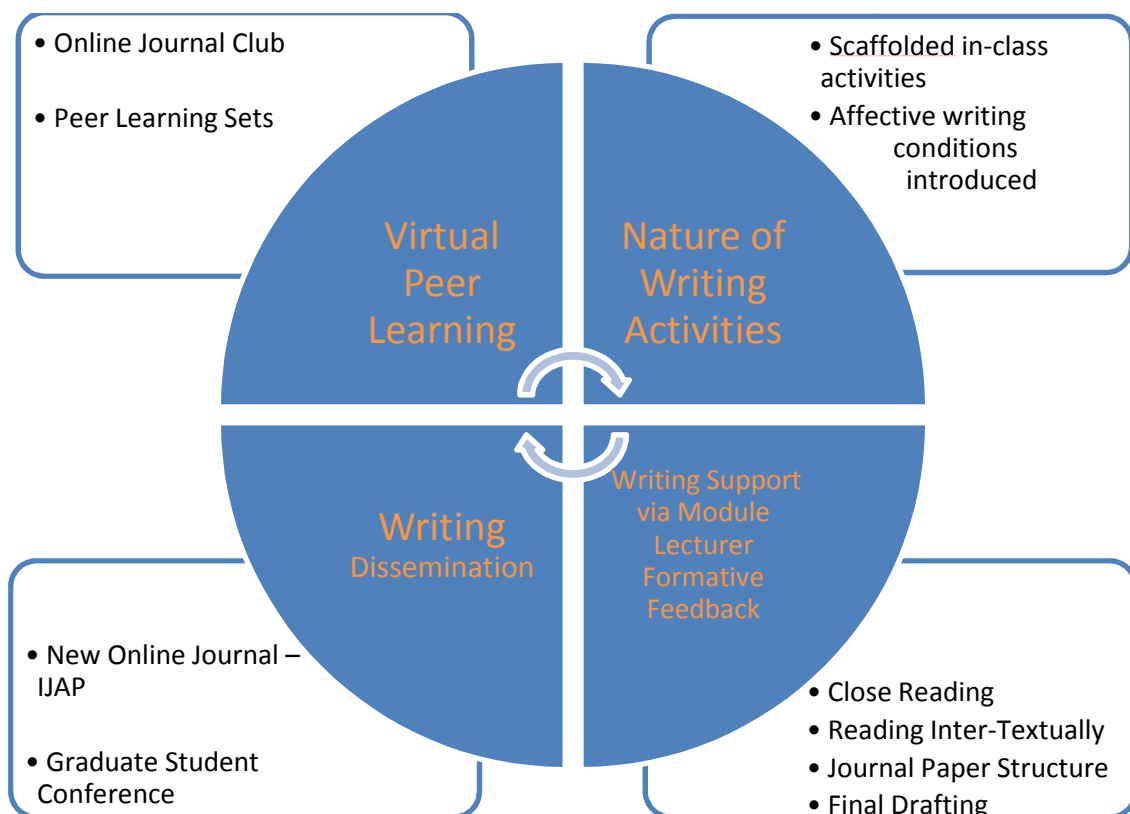 • Online Journal Club
• Peer Learning Sets
• Scaffolded in-class
activities
• Affective writing
conditions
introduced
Virtual
Peer
Learning
Nature of
Writing
Activities
Writing
Dissemination
Writing Support
via Module
Lecturer
Formative
Feedback
• New Online Journal –
IJAP
• Graduate Student
Conference
• Close Reading
• Reading Inter-Textually
• Journal Paper Structure
• Final Drafting